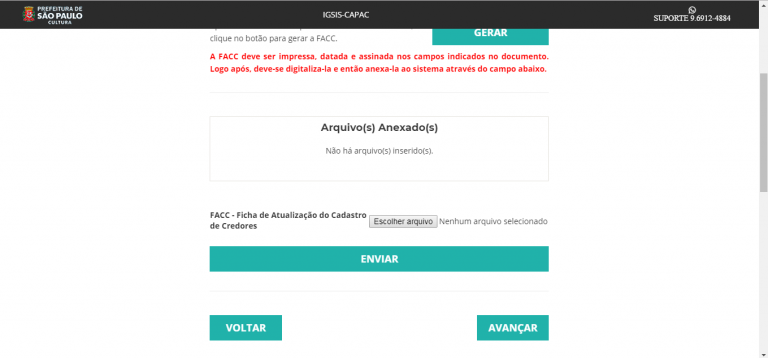 PREFEITURA DE
SÃO PAULO
CULTURA
IGSIS-CAPAC
SUPORTE 9.6912-4884
clique no botão para gerar a FACC.
GERAR
A FACC deve ser impressa, datada e assinada nos campos indicados no documento.
Logo após, deve-se digitaliza-la e então anexa-la ao sistema através do campo abaixo.
Arquivo(s) Anexado(s)
Não há arquivo(s) inserido(s).
FACC - Ficha de Atualização do Cadastro
de Credores
Escolher arquivo Nenhum arquivo selecionado
ENVIAR
VOLTAR
AVANÇAR